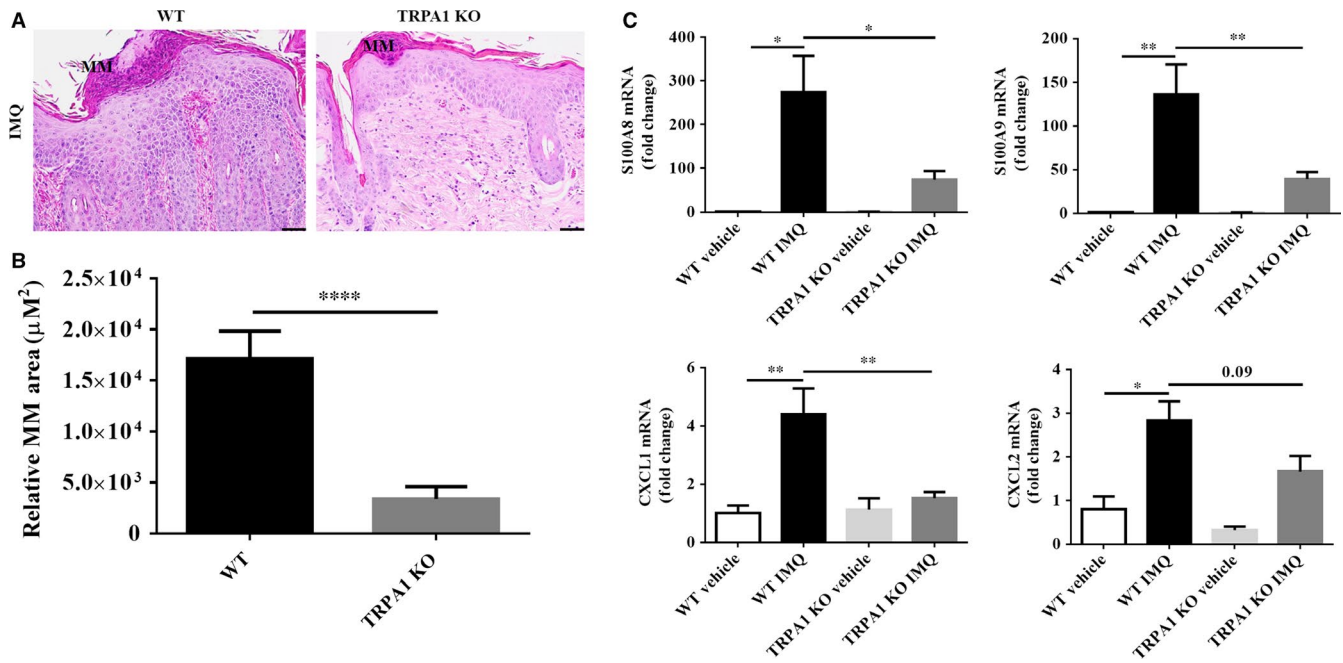 A
WT
TRPA1 KO
IMQ
MM
MM
B
Relative MM area (μM²)
2.5×10⁴
2.0×10⁴
1.5×10⁴
1.0×10⁴
5.0×10³
0
****
WT
TRPA1 KO
C
S100A8 mRNA
(fold change)
400
300
200
100
0
*
*
WT vehicle
WT IMQ
TRPA1 KO vehicle
TRPA1 KO IMQ
S100A9 mRNA
(fold change)
200
150
100
50
0
**
**
WT vehicle
WT IMQ
TRPA1 KO vehicle
TRPA1 KO IMQ
CXCL1 mRNA
(fold change)
6
4
2
0
**
**
WT vehicle
WT IMQ
TRPA1 KO vehicle
TRPA1 KO IMQ
CXCL2 mRNA
(fold change)
4
3
2
1
0
*
0.09
WT vehicle
WT IMQ
TRPA1 KO vehicle
TRPA1 KO IMQ